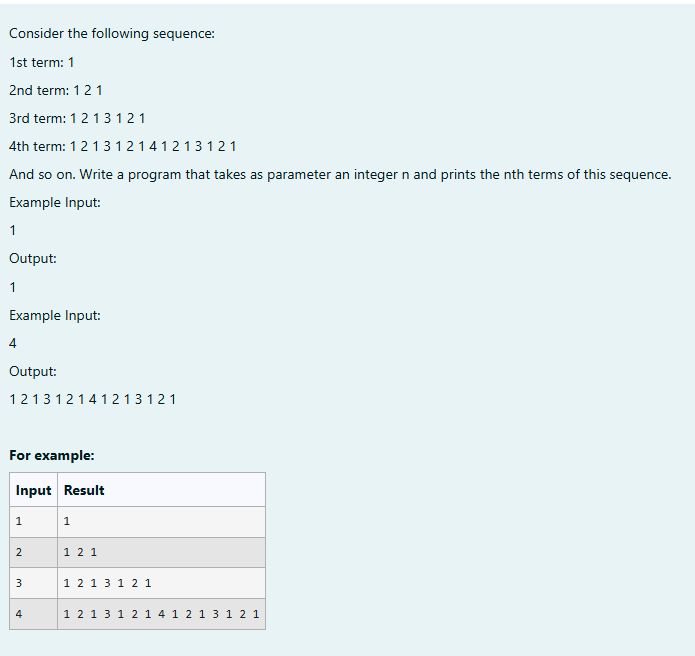 Consider the following sequence:
1st term: 1
2nd term: 1 2 1
3rd term: 1 2 1 3 1 2 1
4th term: 1 2 1 3 1 2 1 4 1 2 1 3 1 2 1
And so on. Write a program that takes as parameter an integer n and prints the nth terms of this sequence.
Example Input:
1
Output:
1
Example Input:
4
Output:
1 2 1 3 1 2 1 4 1 2 1 3 1 2 1
For example:
Input Result
1 1
2 1 2 1
3 1 2 1 3 1 2 1
4 1 2 1 3 1 2 1 4 1 2 1 3 1 2 1